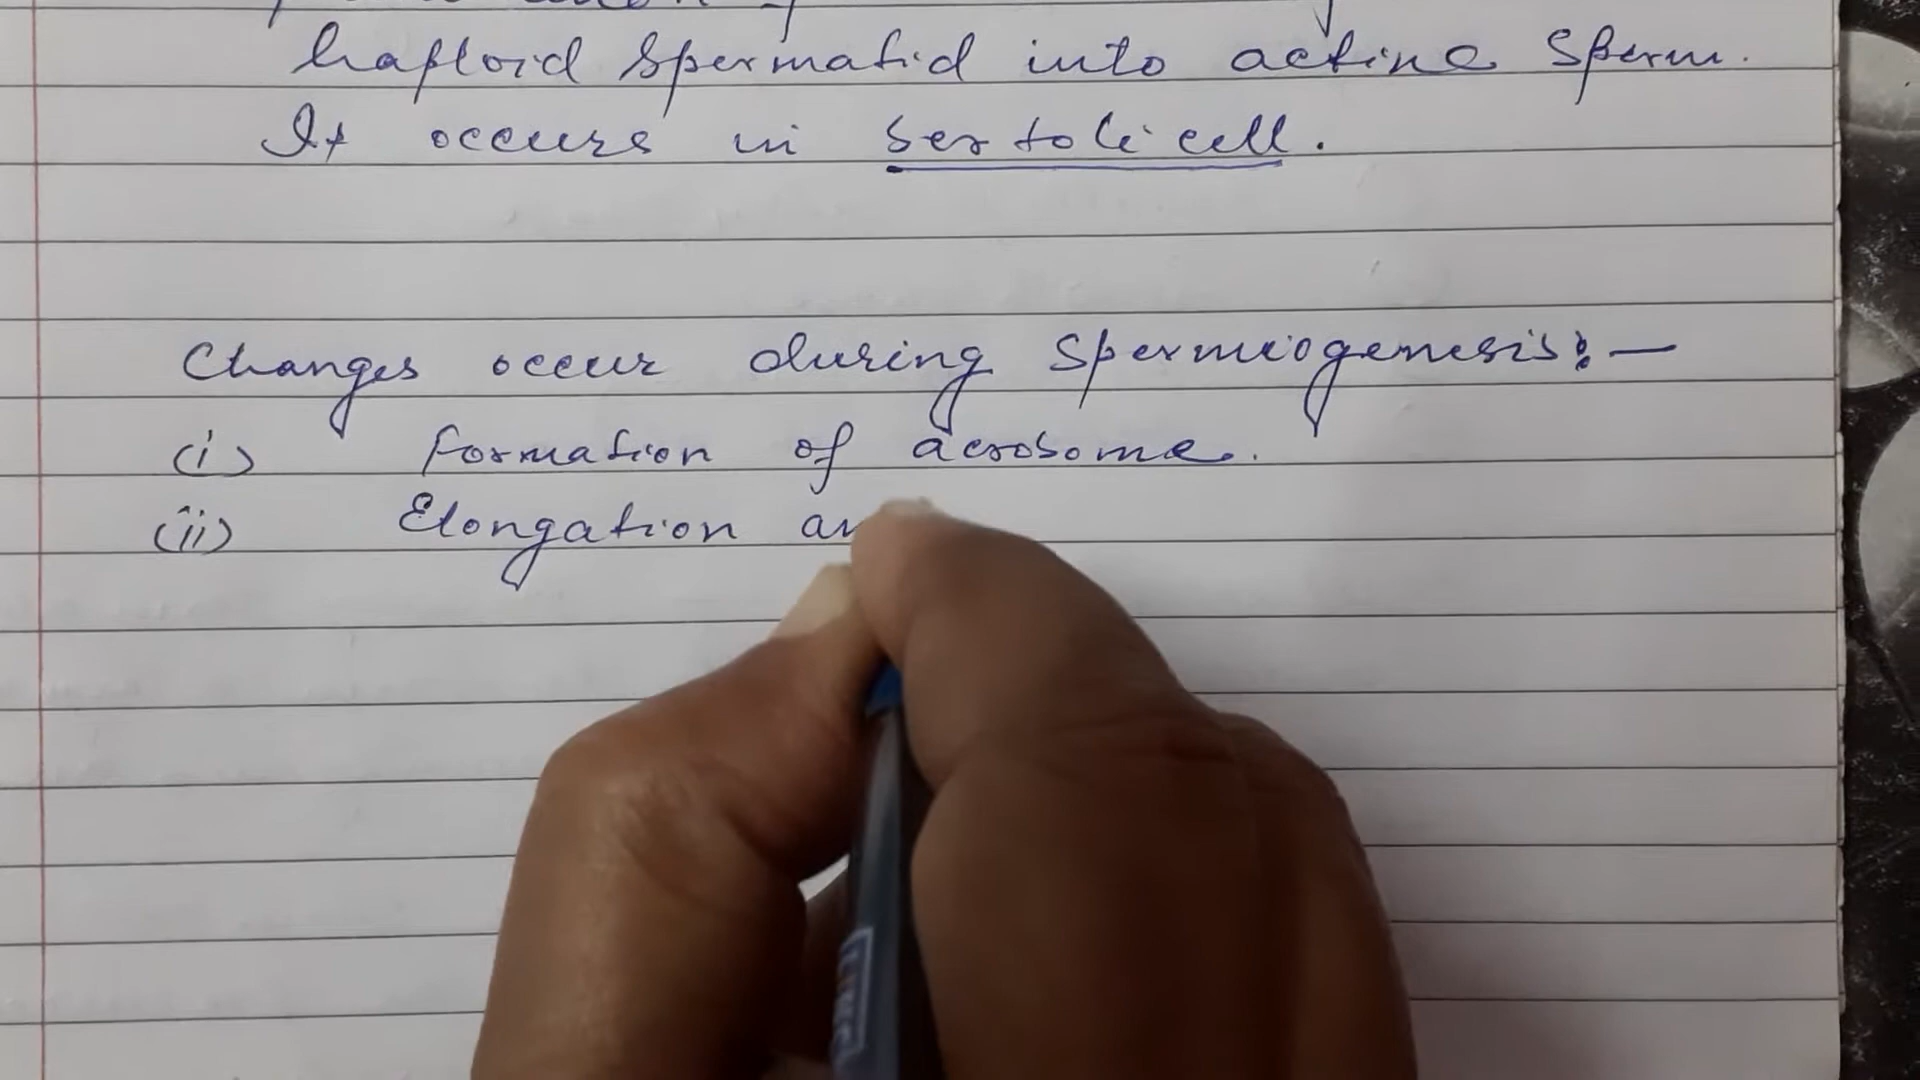 haploid spermatid into active sperm.
It occurs in sertoli cell.
Changes occur during spermiogenesis:—
(i) Formation of acrosome.
(ii) Elongation an